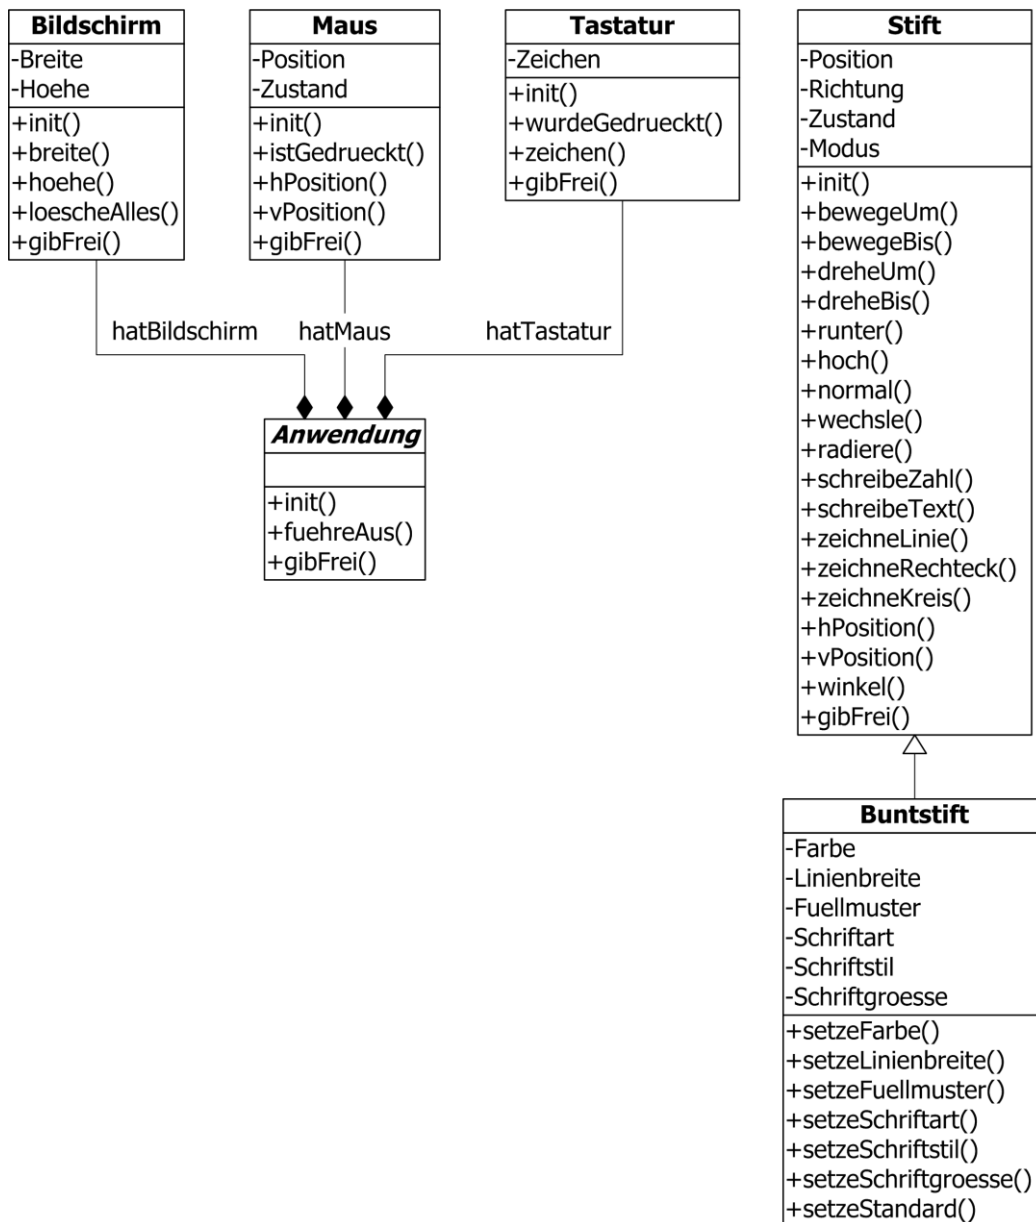 Bildschirm
-Breite
-Hoehe
+init()
+breite()
+hoehe()
+loescheAlles()
+gibFrei()
Maus
-Position
-Zustand
+init()
+istGedrueckt()
+hPosition()
+vPosition()
+gibFrei()
Tastatur
-Zeichen
+init()
+wurdeGedrueckt()
+zeichen()
+gibFrei()
Stift
-Position
-Richtung
-Zustand
-Modus
+init()
+bewegeUm()
+bewegeBis()
+dreheUm()
+dreheBis()
+runter()
+hoch()
+normal()
+wechsle()
+radiere()
+schreibeZahl()
+schreibeText()
+zeichneLinie()
+zeichneRechteck()
+zeichneKreis()
+hPosition()
+vPosition()
+winkel()
+gibFrei()
hatBildschirm
hatMaus
hatTastatur
Anwendung
+init()
+fuehreAus()
+gibFrei()
Buntstift
-Farbe
-Linienbreite
-Fuellmuster
-Schriftart
-Schriftstil
-Schriftgroesse
+setzeFarbe()
+setzeLinienbreite()
+setzeFuellmuster()
+setzeSchriftart()
+setzeSchriftstil()
+setzeSchriftgroesse()
+setzeStandard()